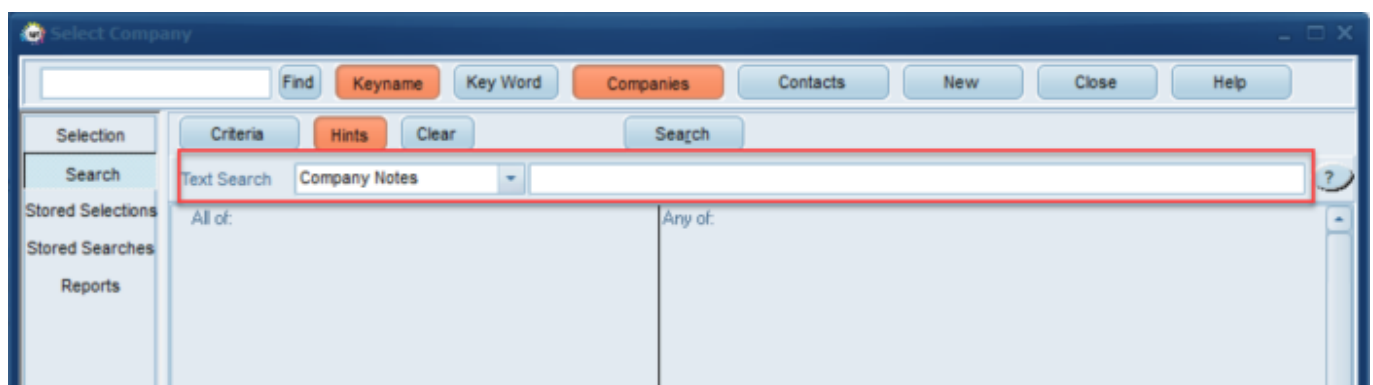 Select Company
Find Keyname Key Word Companies Contacts New Close Help
Selection Criteria Hints Clear Search
Search Text Search Company Notes ?
Stored Selections All of: Any of:
Stored Searches
Reports